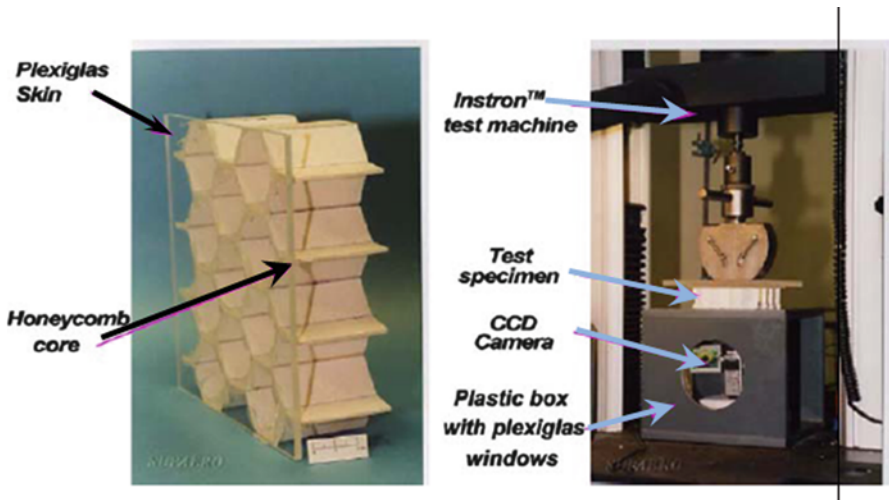 Plexiglas
Skin
Honeycomb
core
Instron™
test machine
Test
specimen
CCD
Camera
Plastic box
with plexiglas
windows